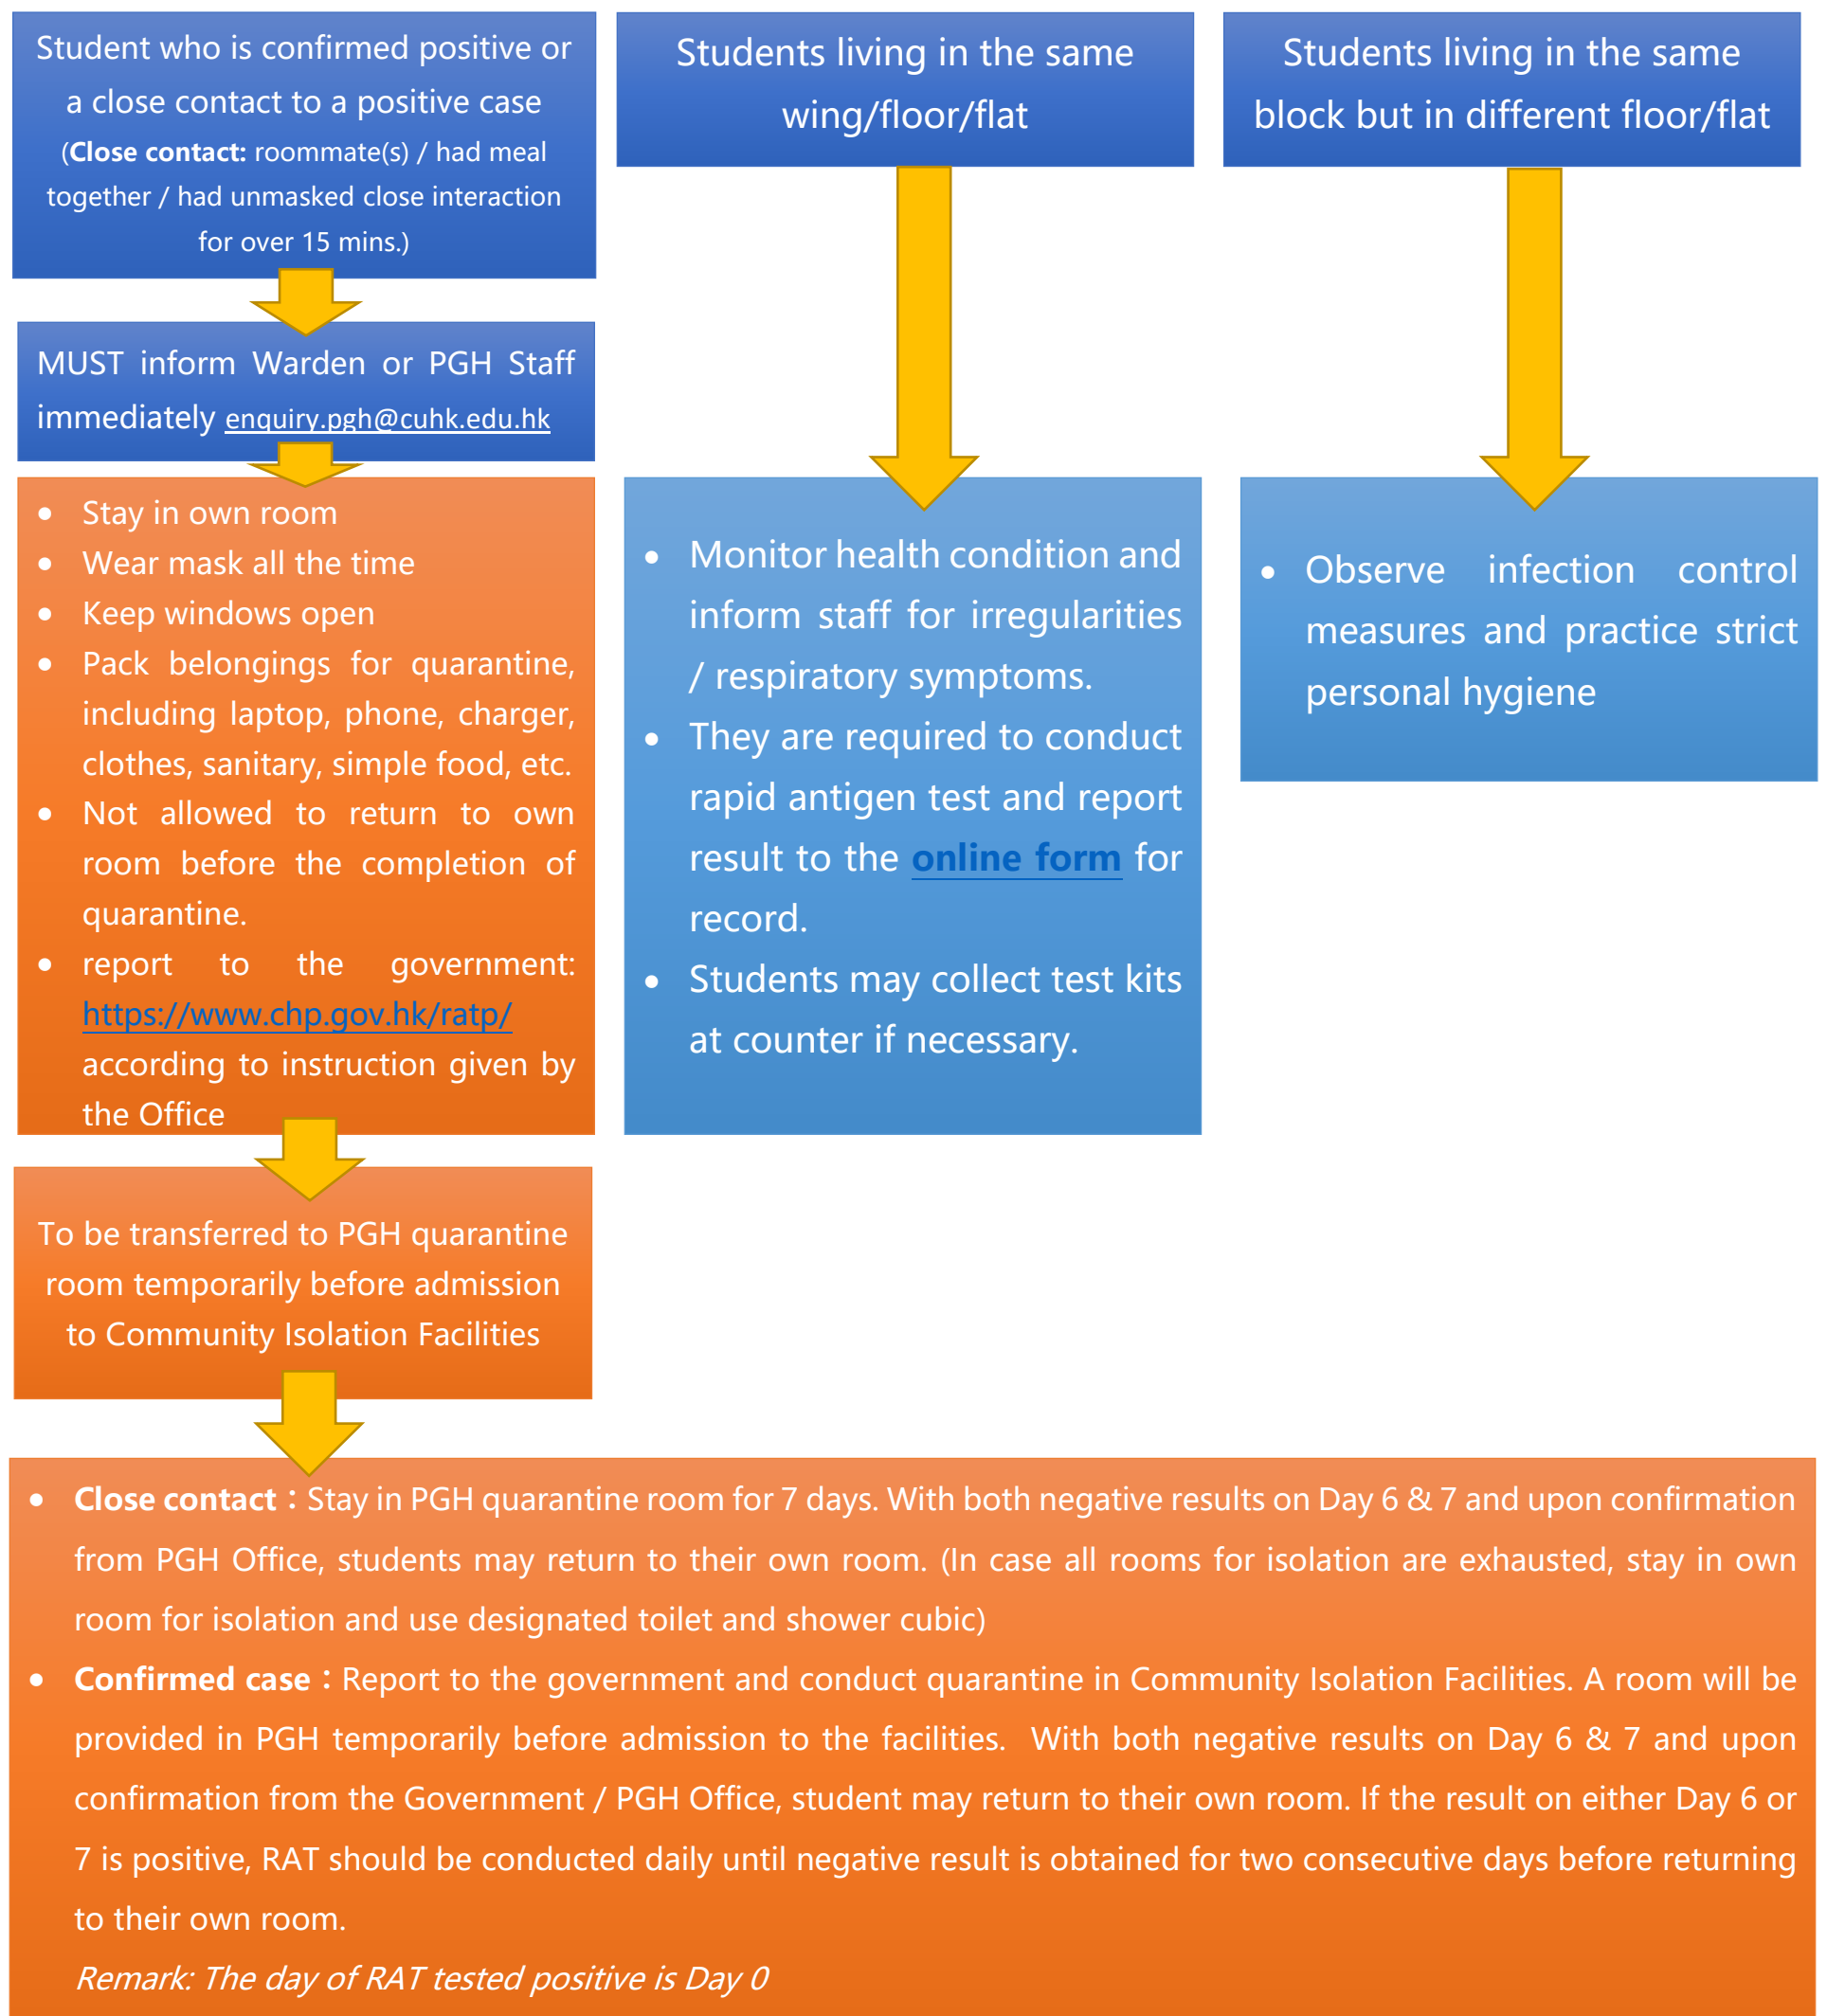 Student who is confirmed positive or
a close contact to a positive case
(Close contact: roommate(s) / had meal
together / had unmasked close interaction
for over 15 mins.)
MUST inform Warden or PGH Staff
immediately enquiry.pgh@cuhk.edu.hk
• Stay in own room
• Wear mask all the time
• Keep windows open
• Pack belongings for quarantine,
including laptop, phone, charger,
clothes, sanitary, simple food, etc.
• Not allowed to return to own
room before the completion of
quarantine.
• report to the government:
https://www.chp.gov.hk/ratp/
according to instruction given by
the Office
To be transferred to PGH quarantine
room temporarily before admission
to Community Isolation Facilities
Students living in the same
wing/floor/flat
• Monitor health condition and
inform staff for irregularities
/ respiratory symptoms.
• They are required to conduct
rapid antigen test and report
result to the online form for
record.
• Students may collect test kits
at counter if necessary.
Students living in the same
block but in different floor/flat
• Observe infection control
measures and practice strict
personal hygiene
• Close contact：Stay in PGH quarantine room for 7 days. With both negative results on Day 6 & 7 and upon confirmation
from PGH Office, students may return to their own room. (In case all rooms for isolation are exhausted, stay in own
room for isolation and use designated toilet and shower cubic)
• Confirmed case：Report to the government and conduct quarantine in Community Isolation Facilities. A room will be
provided in PGH temporarily before admission to the facilities. With both negative results on Day 6 & 7 and upon
confirmation from the Government / PGH Office, student may return to their own room. If the result on either Day 6 or
7 is positive, RAT should be conducted daily until negative result is obtained for two consecutive days before returning
to their own room.
Remark: The day of RAT tested positive is Day 0